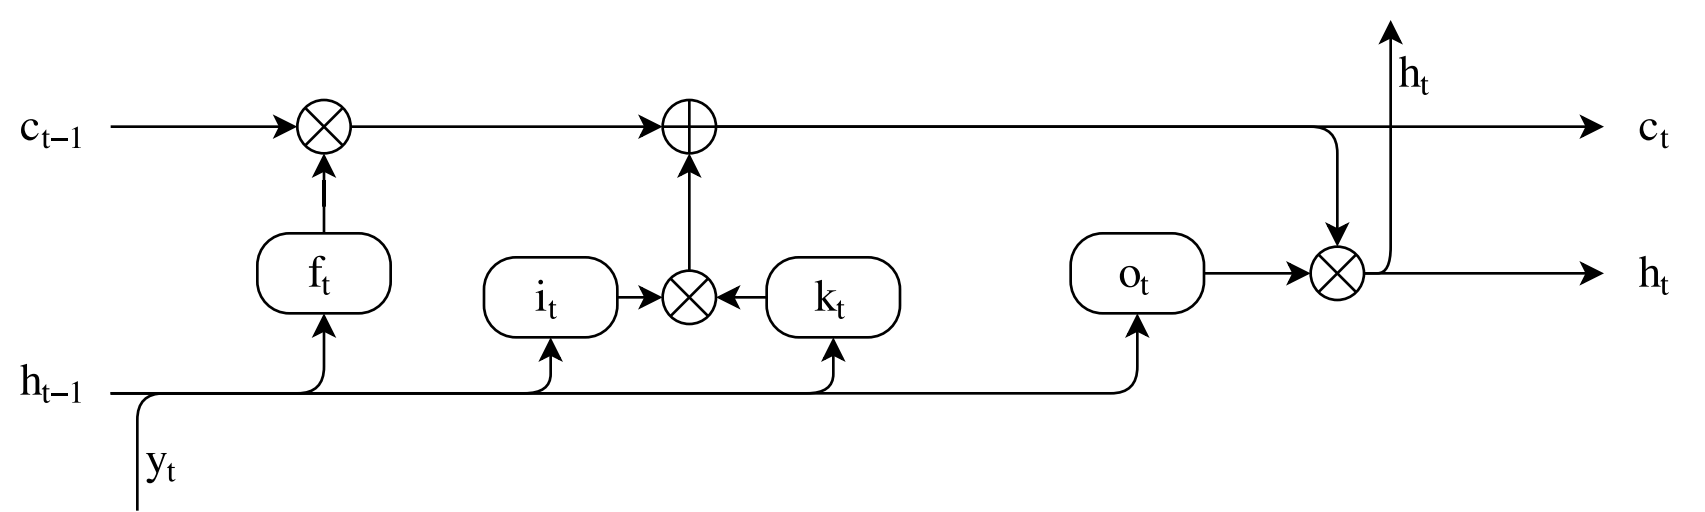 h_t
c_{t-1}
c_t
f_t
i_t
k_t
o_t
h_t
h_{t-1}
y_t